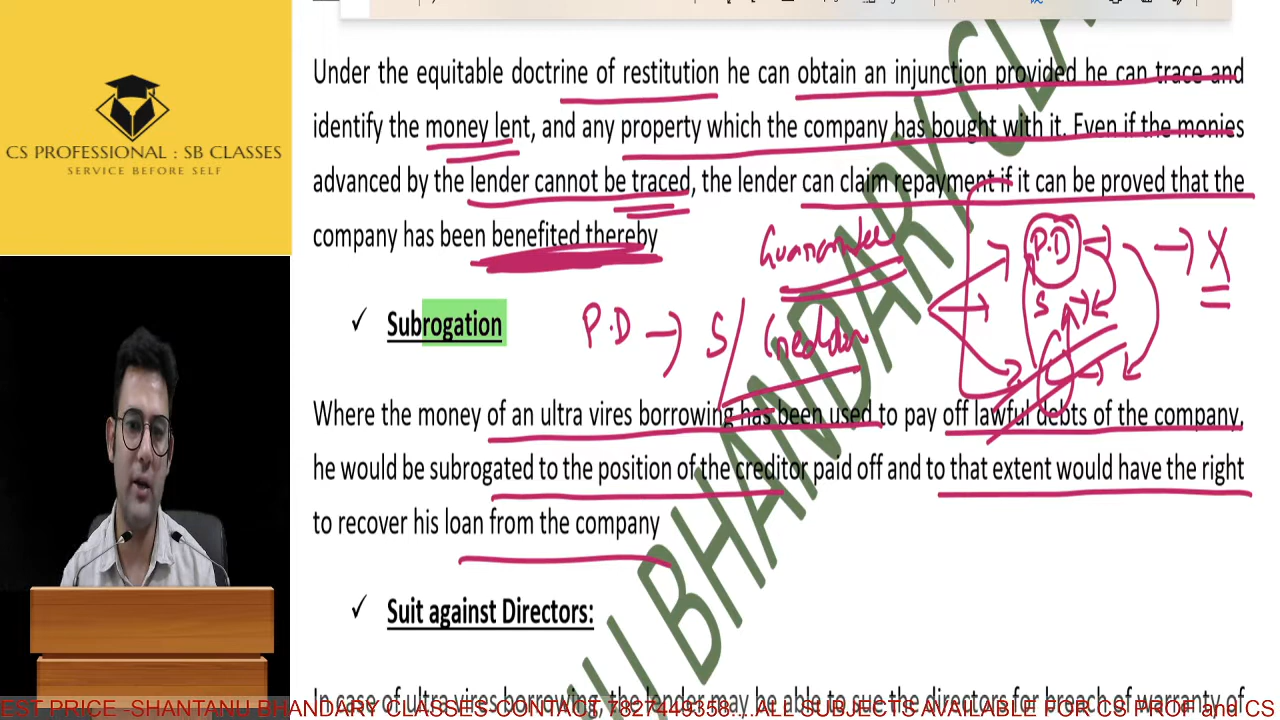 Under the equitable doctrine of restitution he can obtain an injunction provided he can trace and
identify the money lent, and any property which the company has bought with it. Even if the monies
advanced by the lender cannot be traced, the lender can claim repayment if it can be proved that the
company has been benefited thereby
CS PROFESSIONAL : SB CLASSES
SERVICE BEFORE SELF
Guarantee
P.D → X
S
✓ Subrogation
P.D → S/ Creditor
Where the money of an ultra vires borrowing has been used to pay off lawful debts of the company,
he would be subrogated to the position of the creditor paid off and to that extent would have the right
to recover his loan from the company
✓ Suit against Directors:
In case of ultra vires borrowing, the lender may be able to sue the directors for breach of warranty of
U BHANDARY CLA
EST PRICE -SHANTANU BHANDARY CLASSES-CONTACT, 7827449358....ALL SUBJECTS AVAILABLE FOR CS PROF and CS